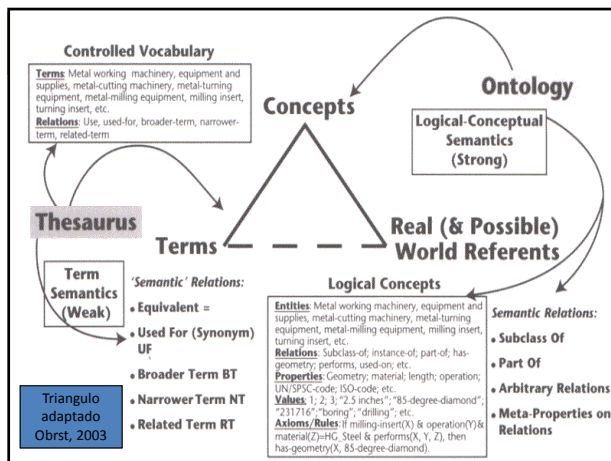 Controlled Vocabulary
Terms: Metal working machinery, equipment and
supplies, metal-cutting machinery, metal-turning
equipment, metal-milling equipment, milling insert,
turning insert, etc.
Relations: Use, used-for, broader-term, narrower-
term, related-term
Concepts
Ontology
Logical-Conceptual
Semantics
(Strong)
Thesaurus
Terms
Real (& Possible)
World Referents
Term
Semantics
(Weak)
'Semantic' Relations:
• Equivalent =
• Used For (Synonym)
UF
• Broader Term BT
• Narrower Term NT
• Related Term RT
Logical Concepts
Entities: Metal working machinery, equipment and
supplies, metal-cutting machinery, metal-turning
equipment, metal-milling equipment, milling insert,
turning insert, etc.
Relations: Subclass-of; instance-of; part-of; has-
geometry; performs, used-on; etc.
Properties: Geometry; material; length; operation;
UN/SPSC-code; ISO-code; etc.
Values: 1; 2; 3; "2.5 inches"; "85-degree-diamond";
"231716"; "boring"; "drilling"; etc.
Axioms/Rules: If milling-insert(X) & operation(Y)&
material(Z)=HG_Steel & performs(X, Y, Z), then
has-geometry(X, 85-degree-diamond).
Semantic Relations:
• Subclass Of
• Part Of
• Arbitrary Relations
• Meta-Properties on
Relations
Triangulo
adaptado
Obrst, 2003